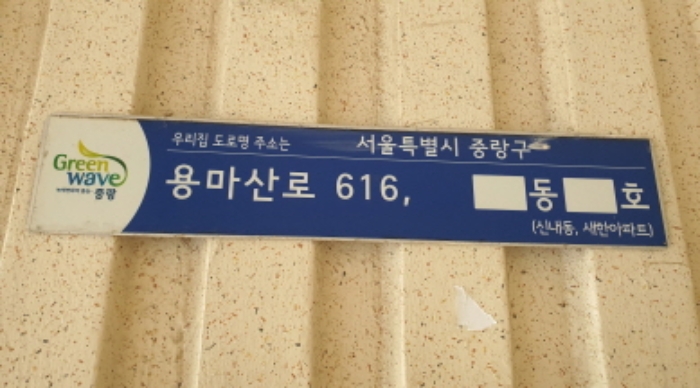 우리집 도로명 주소는 서울특별시 중랑구
용마산로 616, 동 호
(신내동, 새한아파트)
Green
wave
중랑